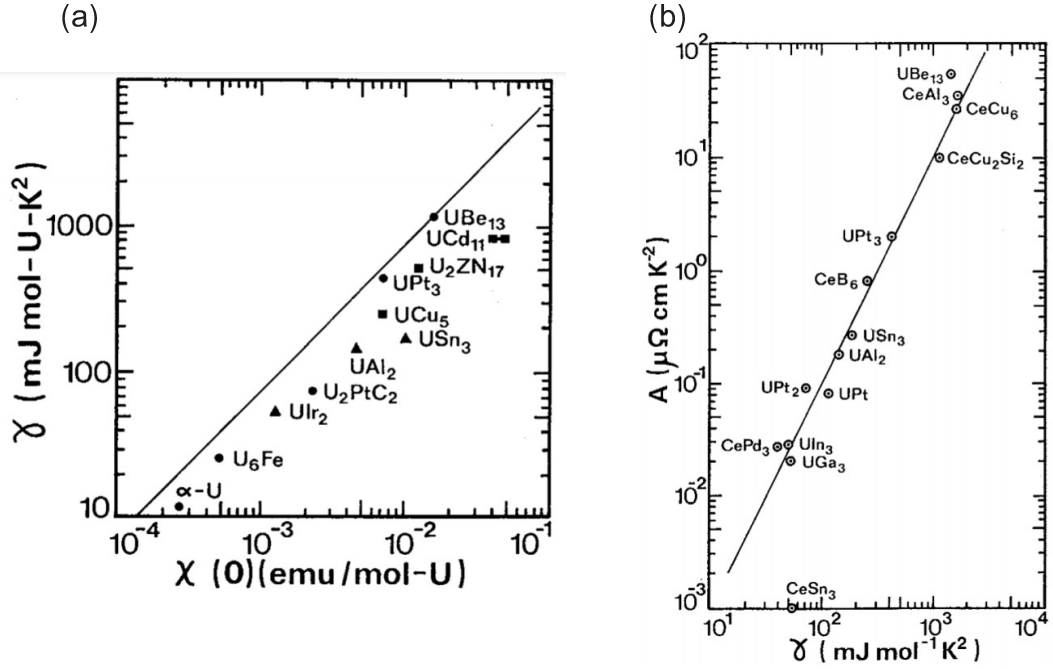 (a)
γ (mJ mol-U-K²)
1000
100
10
UBe₁₃
UCd₁₁
U₂ZN₁₇
UPt₃
UCu₅
USn₃
UAl₂
U₂PtC₂
UIr₂
U₆Fe
α-U
10⁻⁴
10⁻³
10⁻²
10⁻¹
χ (0)(emu/mol-U)
(b)
A (μΩ cm K⁻²)
10²
10¹
10⁰
10⁻¹
10⁻²
10⁻³
UBe₁₃
CeAl₃
CeCu₆
CeCu₂Si₂
UPt₃
CeB₆
USn₃
UAl₂
UPt₂
UPt
CePd₃
UIn₃
UGa₃
CeSn₃
10¹
10²
10³
10⁴
γ (mJ mol⁻¹K²)